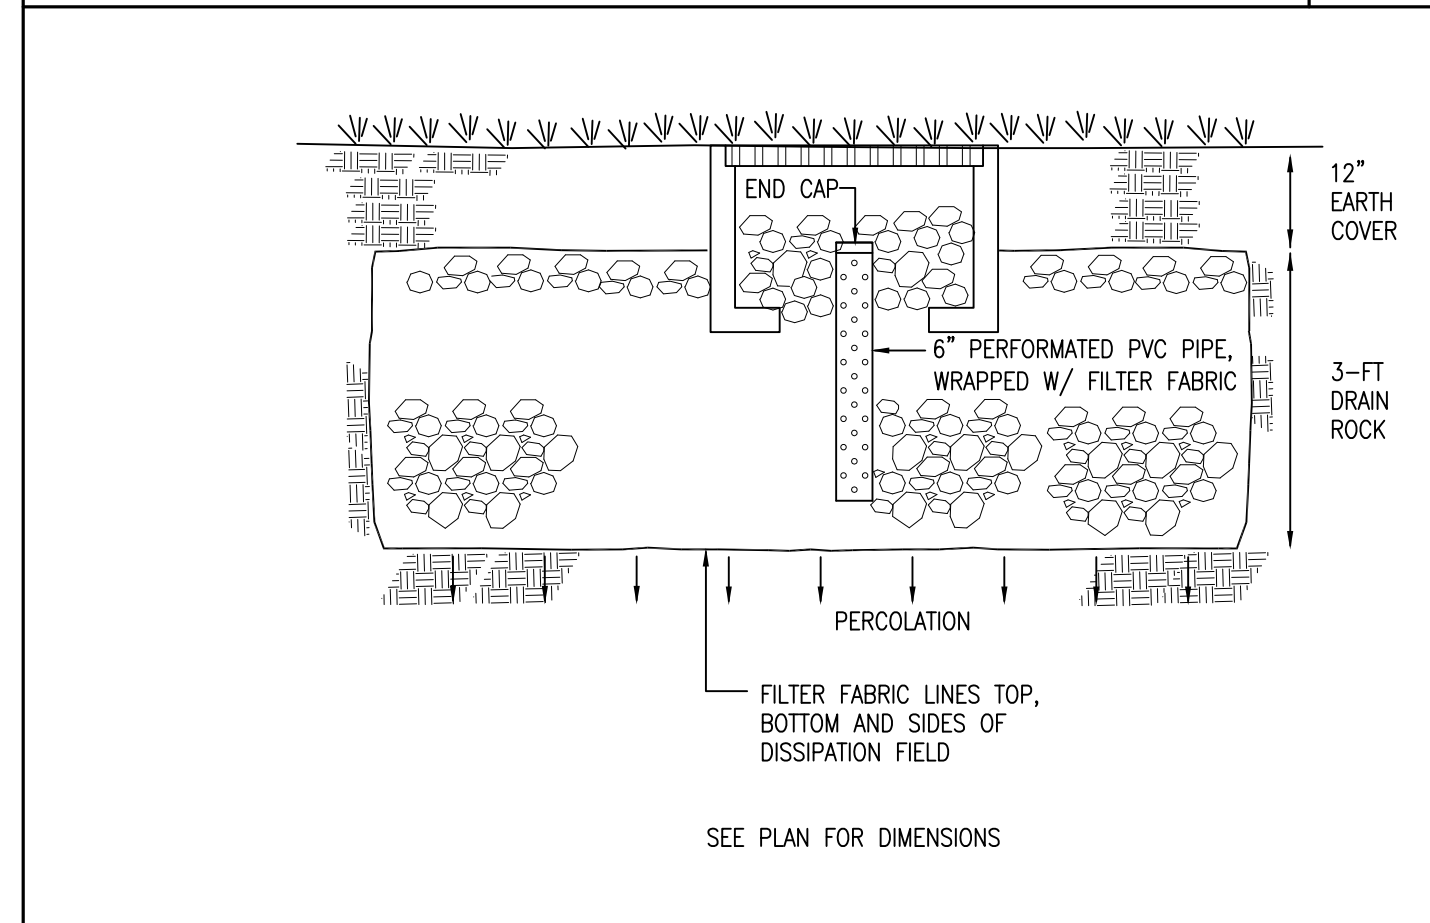 END CAP
12”
EARTH
COVER
6” PERFORMATED PVC PIPE,
WRAPPED W/ FILTER FABRIC
3-FT
DRAIN
ROCK
PERCOLATION
FILTER FABRIC LINES TOP,
BOTTOM AND SIDES OF
DISSIPATION FIELD
SEE PLAN FOR DIMENSIONS